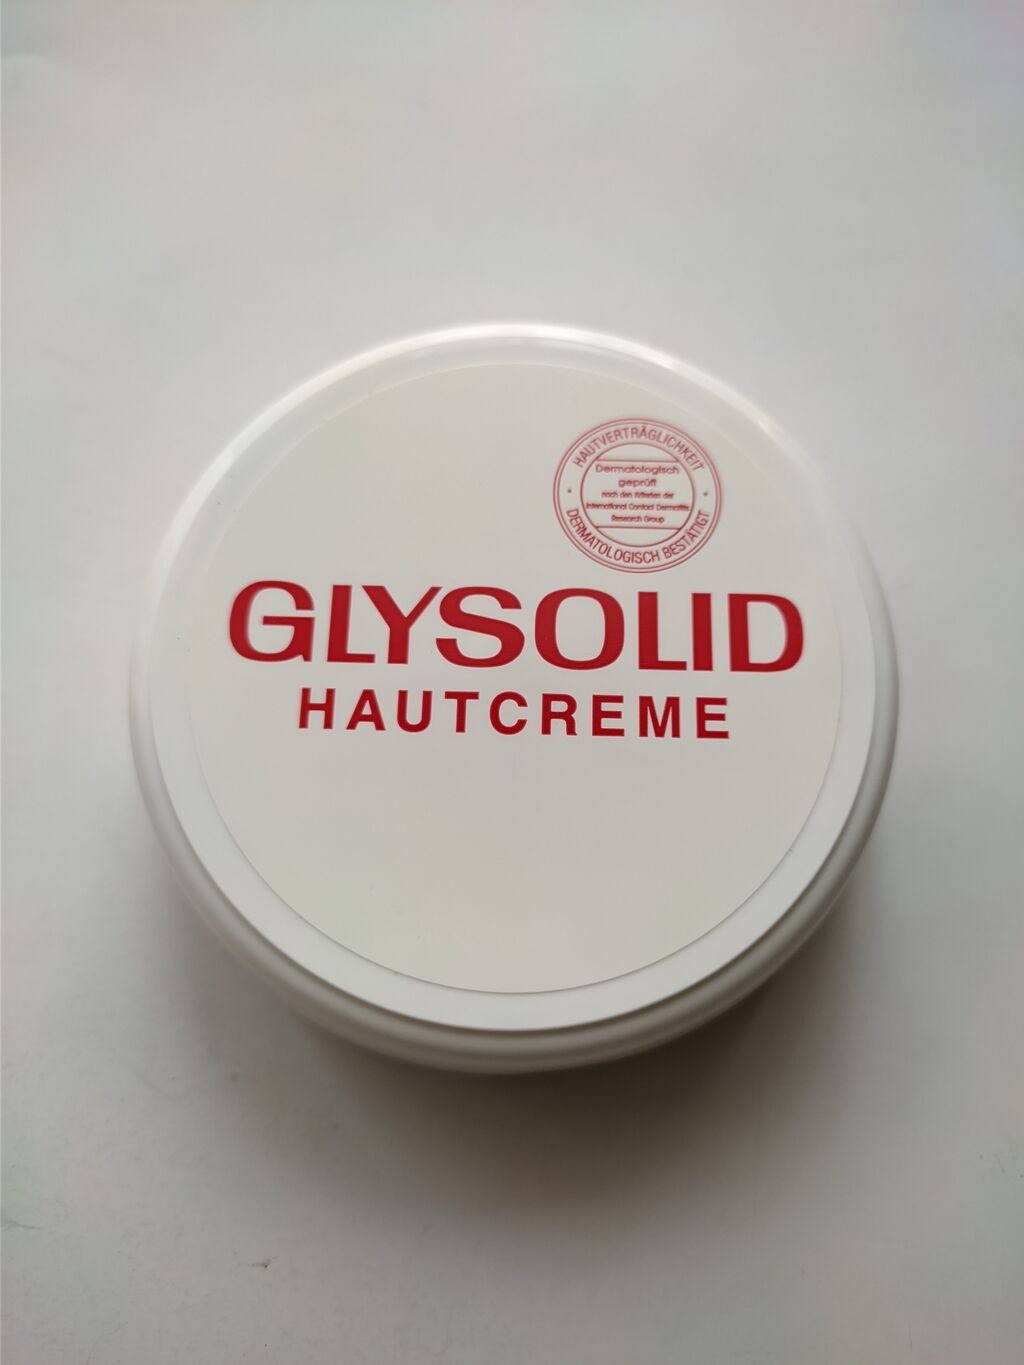 HAUTVERTRÄGLICHKEIT
Dermatologisch
geprüft
nach den Kriterien der
International Contact Dermatitis
Research Group
DERMATOLOGISCH BESTÄTIGT
GLYSOLID
HAUTCREME